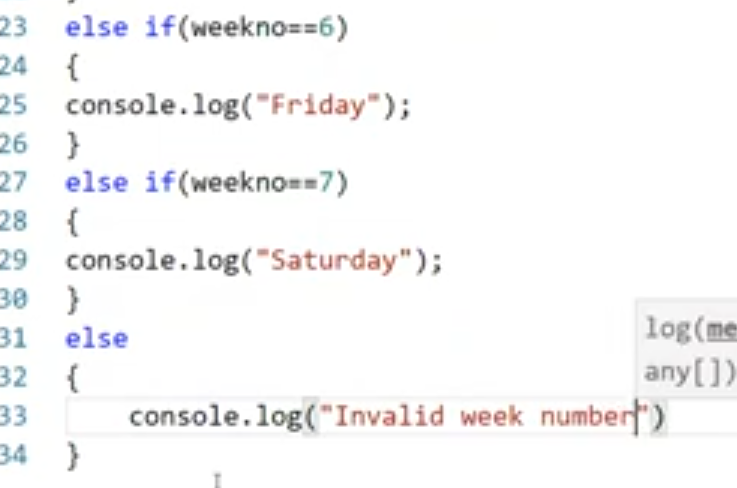 23 else if(weekno==6)
24 {
25 console.log("Friday");
26 }
27 else if(weekno==7)
28 {
29 console.log("Saturday");
30 }
31 else
log(me
32 {
any[])
33 console.log("Invalid week number")
34 }